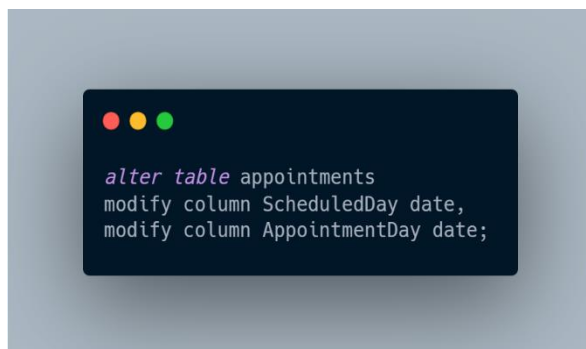 alter table appointments
modify column ScheduledDay date,
modify column AppointmentDay date;